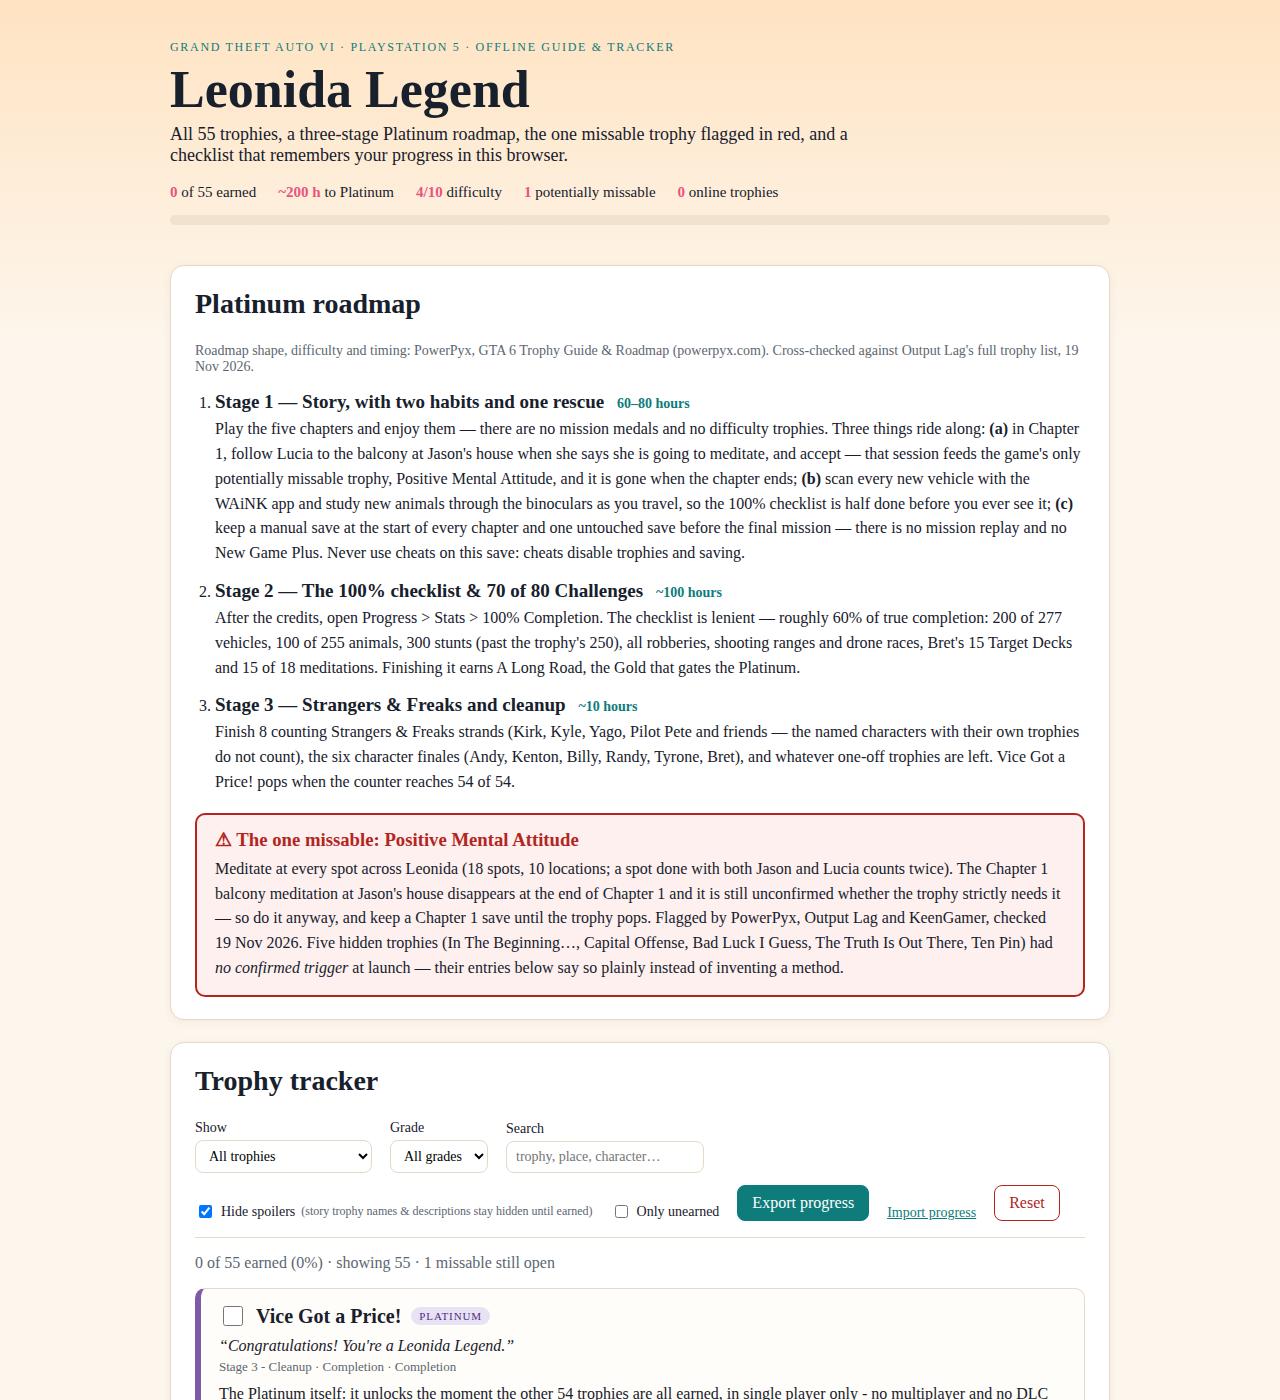 GRAND THEFT AUTO VI · PLAYSTATION 5 · OFFLINE GUIDE & TRACKER
Leonida Legend
All 55 trophies, a three-stage Platinum roadmap, the one missable trophy flagged in red, and a
checklist that remembers your progress in this browser.
0 of 55 earned ~200 h to Platinum 4/10 difficulty 1 potentially missable 0 online trophies
Platinum roadmap
Roadmap shape, difficulty and timing: PowerPyx, GTA 6 Trophy Guide & Roadmap (powerpyx.com). Cross-checked against Output Lag's full trophy list, 19
Nov 2026.
1. Stage 1 — Story, with two habits and one rescue 60–80 hours
Play the five chapters and enjoy them — there are no mission medals and no difficulty trophies. Three things ride along: (a) in Chapter
1, follow Lucia to the balcony at Jason's house when she says she is going to meditate, and accept — that session feeds the game's only
potentially missable trophy, Positive Mental Attitude, and it is gone when the chapter ends; (b) scan every new vehicle with the
WAiNK app and study new animals through the binoculars as you travel, so the 100% checklist is half done before you ever see it; (c)
keep a manual save at the start of every chapter and one untouched save before the final mission — there is no mission replay and no
New Game Plus. Never use cheats on this save: cheats disable trophies and saving.
2. Stage 2 — The 100% checklist & 70 of 80 Challenges ~100 hours
After the credits, open Progress > Stats > 100% Completion. The checklist is lenient — roughly 60% of true completion: 200 of 277
vehicles, 100 of 255 animals, 300 stunts (past the trophy's 250), all robberies, shooting ranges and drone races, Bret's 15 Target Decks
and 15 of 18 meditations. Finishing it earns A Long Road, the Gold that gates the Platinum.
3. Stage 3 — Strangers & Freaks and cleanup ~10 hours
Finish 8 counting Strangers & Freaks strands (Kirk, Kyle, Yago, Pilot Pete and friends — the named characters with their own trophies
do not count), the six character finales (Andy, Kenton, Billy, Randy, Tyrone, Bret), and whatever one-off trophies are left. Vice Got a
Price! pops when the counter reaches 54 of 54.
⚠ The one missable: Positive Mental Attitude
Meditate at every spot across Leonida (18 spots, 10 locations; a spot done with both Jason and Lucia counts twice). The Chapter 1
balcony meditation at Jason's house disappears at the end of Chapter 1 and it is still unconfirmed whether the trophy strictly needs it
— so do it anyway, and keep a Chapter 1 save until the trophy pops. Flagged by PowerPyx, Output Lag and KeenGamer, checked
19 Nov 2026. Five hidden trophies (In The Beginning…, Capital Offense, Bad Luck I Guess, The Truth Is Out There, Ten Pin) had
no confirmed trigger at launch — their entries below say so plainly instead of inventing a method.
Trophy tracker
Show Grade Search
All trophies All grades trophy, place, character…
Hide spoilers (story trophy names & descriptions stay hidden until earned) Only unearned Export progress Import progress Reset
0 of 55 earned (0%) · showing 55 · 1 missable still open
Vice Got a Price! PLATINUM
“Congratulations! You're a Leonida Legend.”
Stage 3 - Cleanup · Completion · Completion
The Platinum itself: it unlocks the moment the other 54 trophies are all earned, in single player only - no multiplayer and no DLC